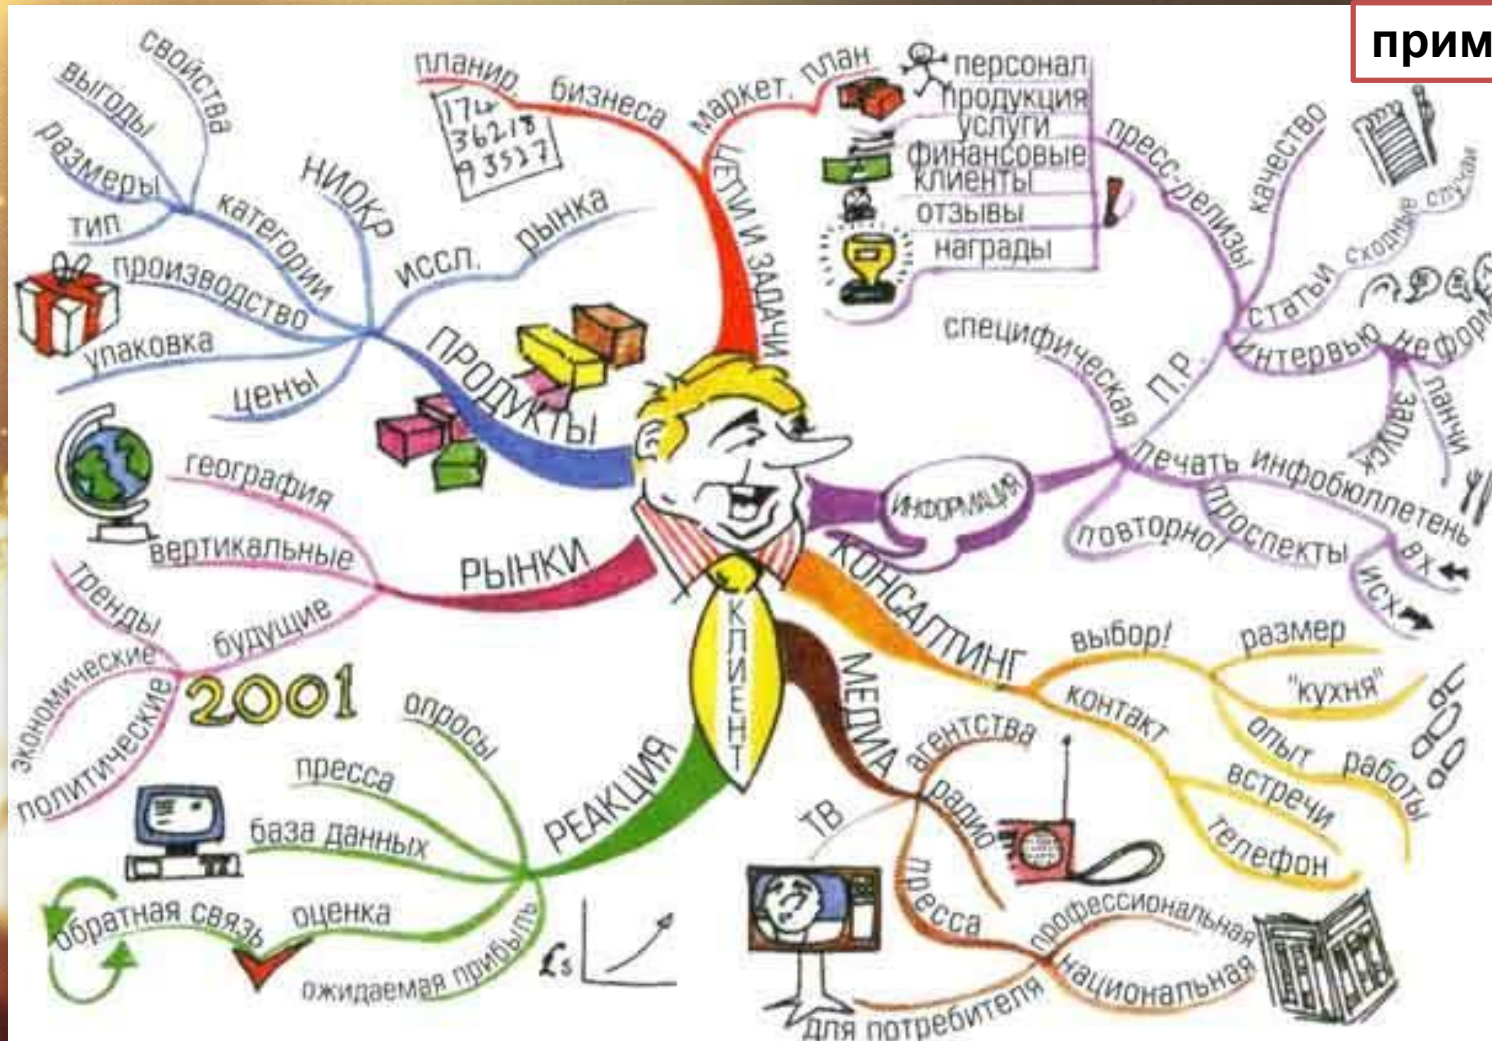 прим
КЛИЕНТ
ЦЕЛИ И ЗАДАЧИ
планир. бизнеса
174
36218
93527
маркет. план
ИНФОРМАЦИЯ
специфическая
П.Р.
пресс-релизы
персонал
продукция
услуги
финансовые
клиенты
отзывы
награды
!
качество
статьи
сходные случаи
интервью
неформ
ланчи
запуск
печать
повторно!
проспекты
инфобюллетень
вх
исх
КОНСАЛТИНГ
выбор!
размер
"кухня"
опыт работы
контакт
встречи
телефон
МЕДИА
агентства
радио
ТВ
пресса
профессиональная
национальная
для потребителя
РЕАКЦИЯ
опросы
пресса
база данных
оценка
обратная связь
ожидаемая прибыль
£s
РЫНКИ
география
вертикальные
будущие
2001
тренды
экономические
политические
ПРОДУКТЫ
иссл. рынка
НИОКР
категории
свойства
выгоды
размеры
тип
производство
упаковка
цены